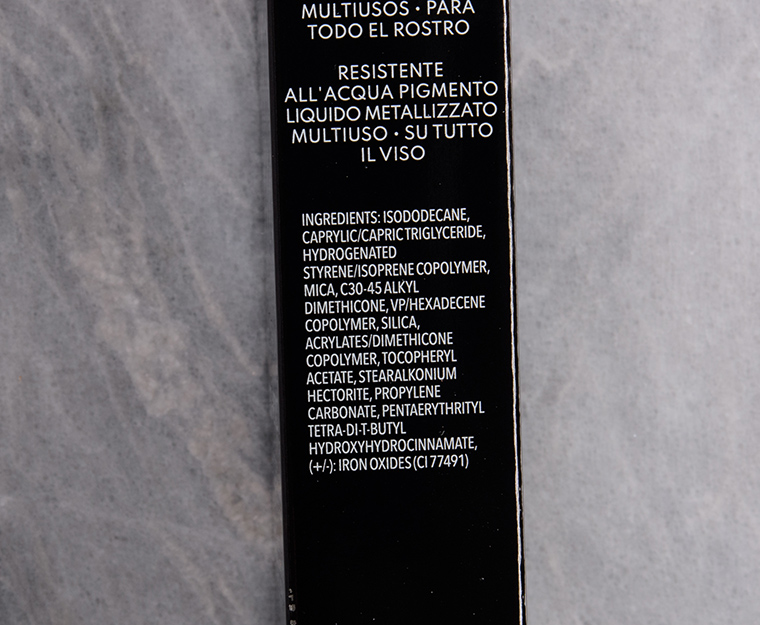 MULTIUSOS • PARA
TODO EL ROSTRO
RESISTENTE
ALL'ACQUA PIGMENTO
LIQUIDO METALLIZZATO
MULTIUSO • SU TUTTO
IL VISO
INGREDIENTS: ISODODECANE,
CAPRYLIC/CAPRIC TRIGLYCERIDE,
HYDROGENATED
STYRENE/ISOPRENE COPOLYMER,
MICA, C30-45 ALKYL
DIMETHICONE, VP/HEXADECENE
COPOLYMER, SILICA,
ACRYLATES/DIMETHICONE
COPOLYMER, TOCOPHERYL
ACETATE, STEARALKONIUM
HECTORITE, PROPYLENE
CARBONATE, PENTAERYTHRITYL
TETRA-DI-T-BUTYL
HYDROXYHYDROCINNAMATE,
(+/-): IRON OXIDES (CI 77491)